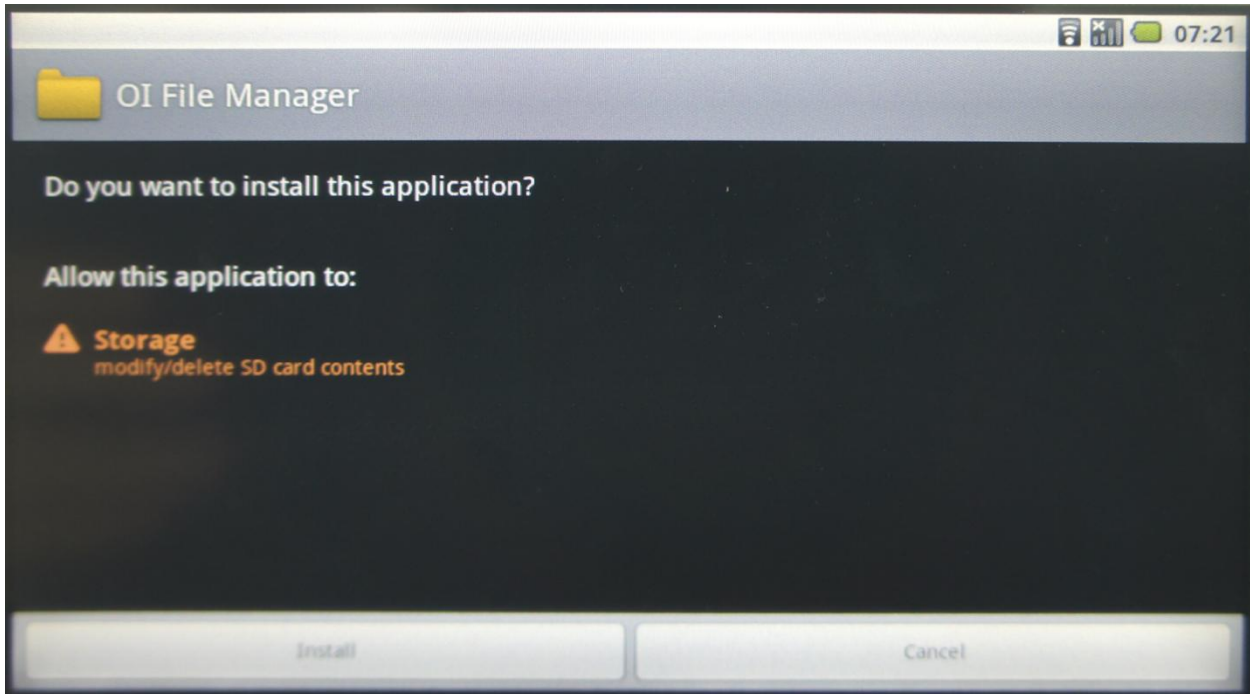 07:21
OI File Manager
Do you want to install this application?
Allow this application to:
Storage
modify/delete SD card contents
Install
Cancel